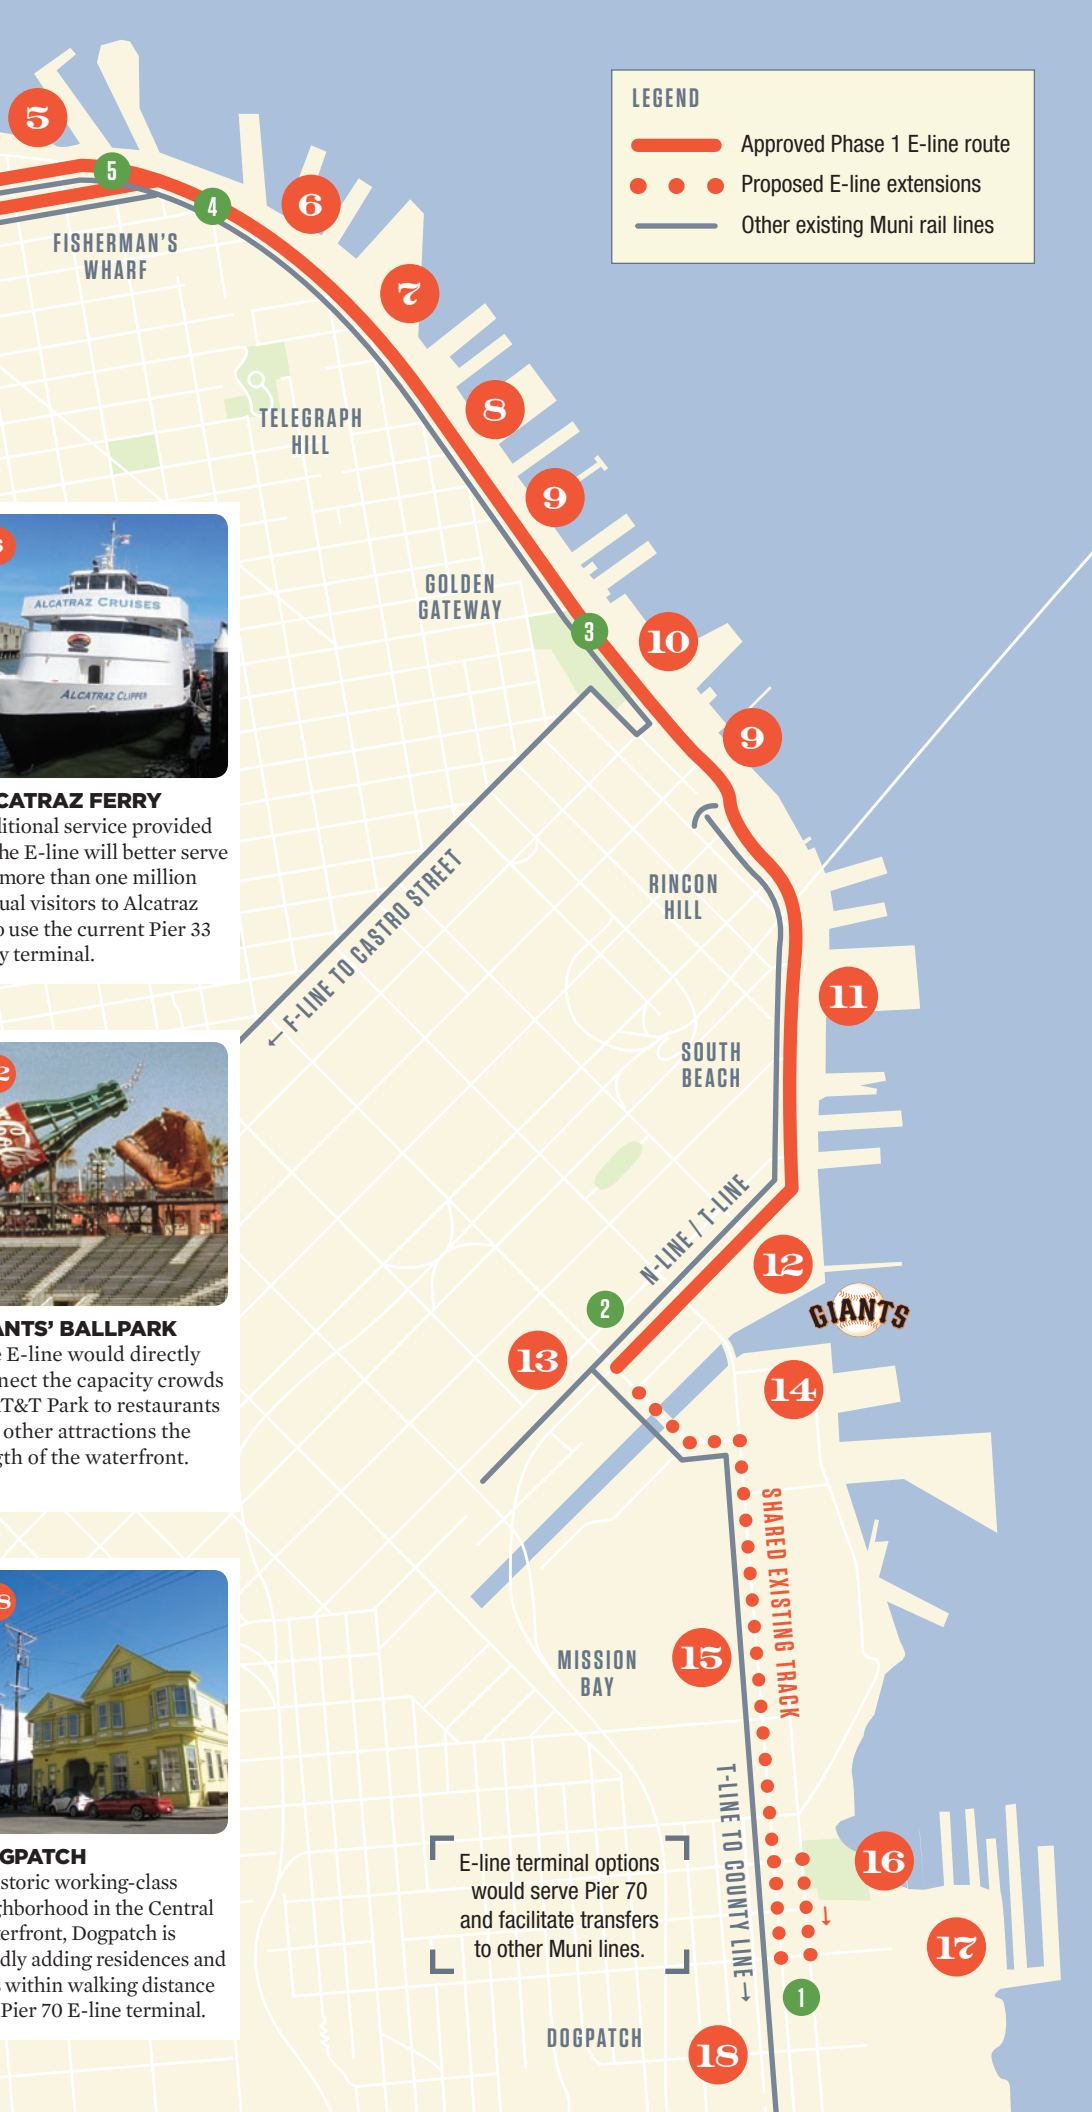 LEGEND
Approved Phase 1 E-line route
Proposed E-line extensions
Other existing Muni rail lines
5
5
4
6
FISHERMAN'S
WHARF
7
8
TELEGRAPH
HILL
9
GOLDEN
GATEWAY
3
10
9
ALCATRAZ CRUISES
ALCATRAZ CLIPPER
CATRAZ FERRY
litional service provided
he E-line will better serve
more than one million
ual visitors to Alcatraz
o use the current Pier 33
y terminal.
← F-LINE TO CASTRO STREET
RINCON
HILL
11
SOUTH
BEACH
2
N-LINE / T-LINE
12
GIANTS
2
13
14
ANTS' BALLPARK
e E-line would directly
nect the capacity crowds
AT&T Park to restaurants
other attractions the
gth of the waterfront.
SHARED EXISTING TRACK
8
MISSION
BAY
15
T-LINE TO COUNTY LINE →
E-line terminal options
would serve Pier 70
and facilitate transfers
to other Muni lines.
16
17
1
DOGPATCH
18
GPATCH
storic working-class
ghborhood in the Central
erfront, Dogpatch is
dly adding residences and
s within walking distance
Pier 70 E-line terminal.